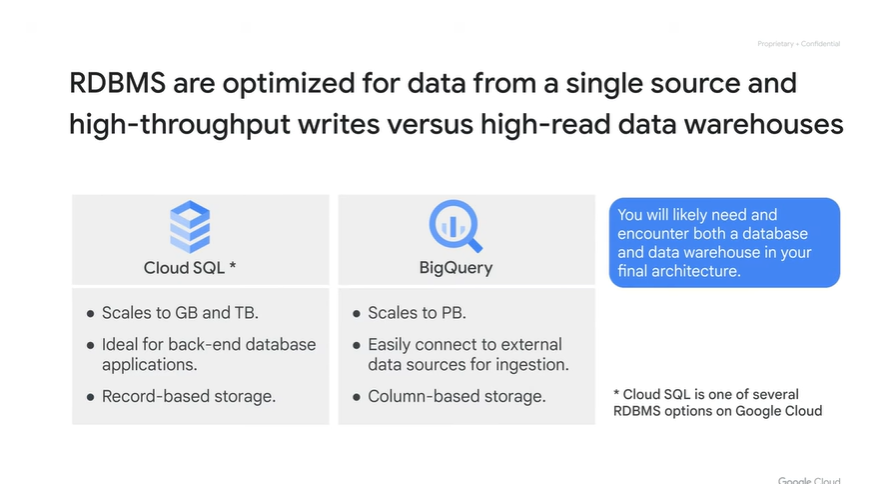 Proprietary + Confidential
RDBMS are optimized for data from a single source and
high-throughput writes versus high-read data warehouses
Cloud SQL *
● Scales to GB and TB.
● Ideal for back-end database
applications.
● Record-based storage.
BigQuery
● Scales to PB.
● Easily connect to external
data sources for ingestion.
● Column-based storage.
You will likely need and
encounter both a database
and data warehouse in your
final architecture.
* Cloud SQL is one of several
RDBMS options on Google Cloud
Google Cloud